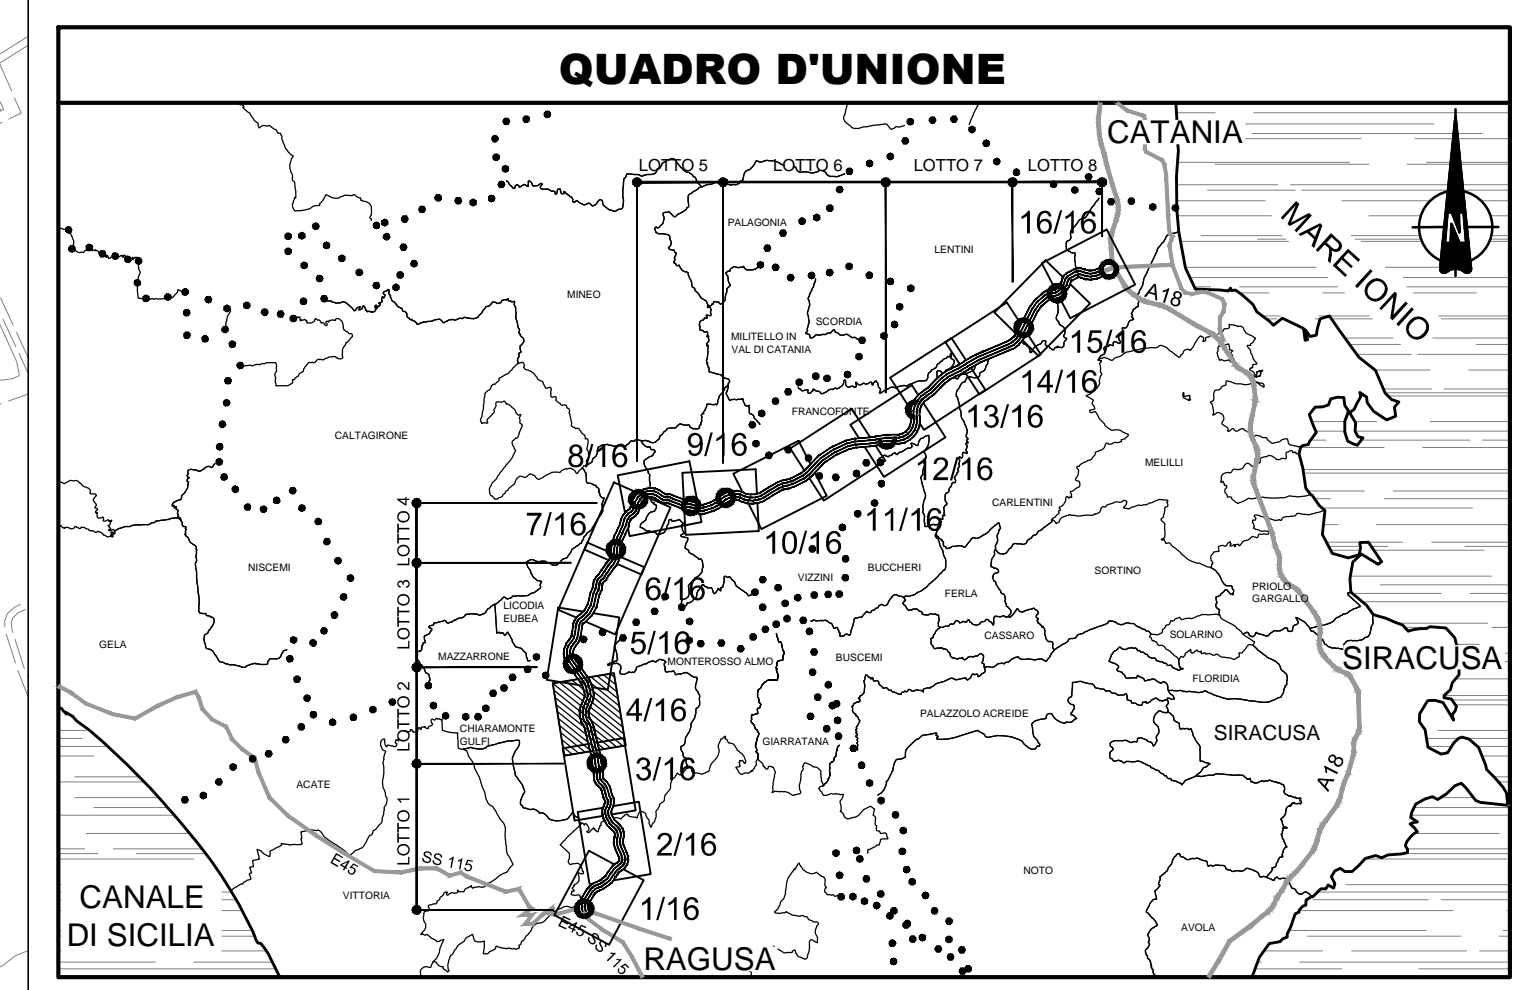 QUADRO D'UNIONE
CATANIA
LOTTO 5
LOTTO 6
LOTTO 7
LOTTO 8
16/16
PALAGONIA
LENTINI
N
MARE IONIO
MINEO
A18
SCORDIA
MILITELLO IN
VAL DI CATANIA
15/16
14/16
FRANCOFONTE
13/16
CALTAGIRONE
9/16
8/16
12/16
MELILLI
CARLENTINI
7/16
11/16
10/16
LOTTO 4
NISCEMI
VIZZINI
BUCCHERI
SORTINO
6/16
FERLA
PRIOLO
GARGALLO
LICODIA
EUBEA
LOTTO 3
GELA
5/16
CASSARO
SOLARINO
MAZZARRONE
MONTEROSSO ALMO
BUSCEMI
SIRACUSA
FLORIDIA
4/16
LOTTO 2
PALAZZOLO ACREIDE
CHIARAMONTE
GULFI
GIARRATANA
SIRACUSA
3/16
A18
ACATE
LOTTO 1
2/16
E45
SS 115
NOTO
VITTORIA
CANALE
DI SICILIA
1/16
E45 SS 115
AVOLA
RAGUSA